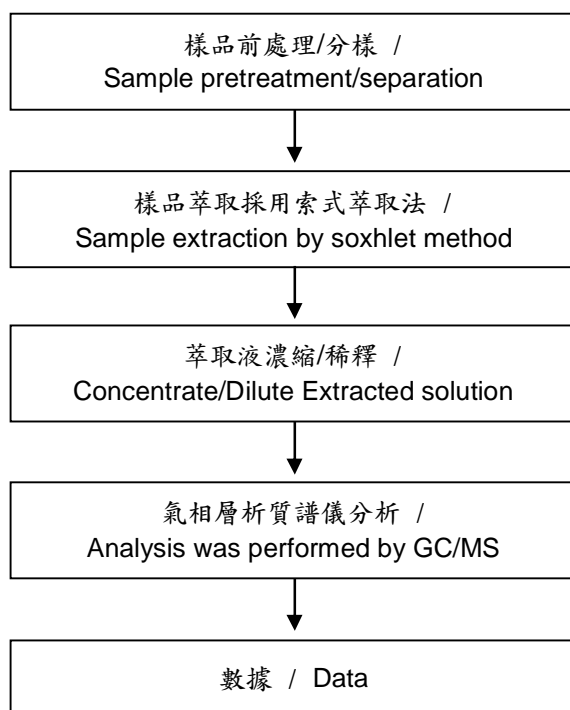 樣品前處理/分樣 /
Sample pretreatment/separation
樣品萃取採用索式萃取法 /
Sample extraction by soxhlet method
萃取液濃縮/稀釋 /
Concentrate/Dilute Extracted solution
氣相層析質譜儀分析 /
Analysis was performed by GC/MS
數據 / Data